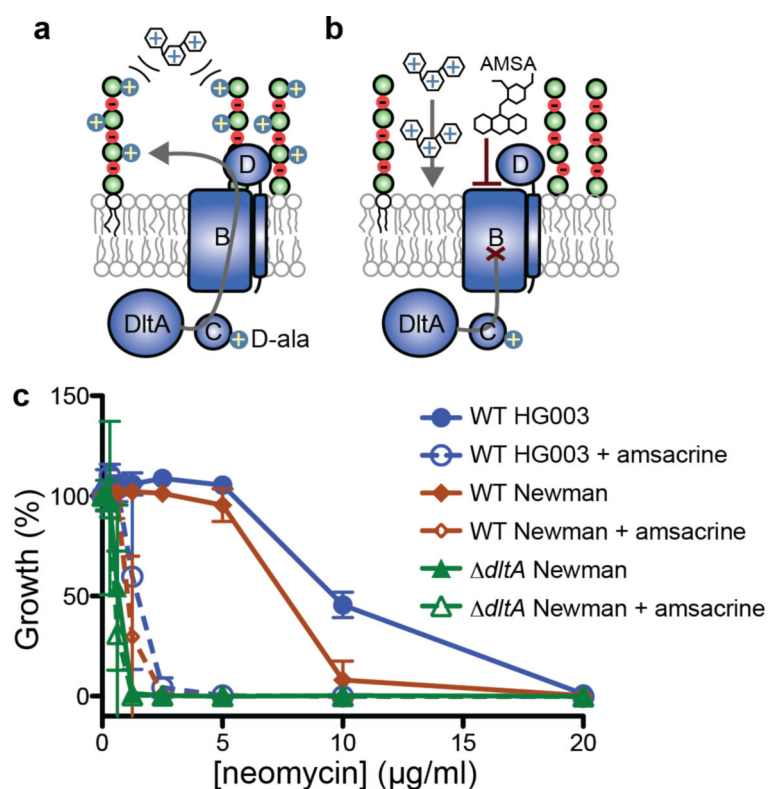 a
b
AMSA
D
D
B
B
DltA
C
D-ala
DltA
C
c
150
100
50
0
Growth (%)
0
5
10
15
20
[neomycin] (μg/ml)
WT HG003
WT HG003 + amsacrine
WT Newman
WT Newman + amsacrine
ΔdltA Newman
ΔdltA Newman + amsacrine